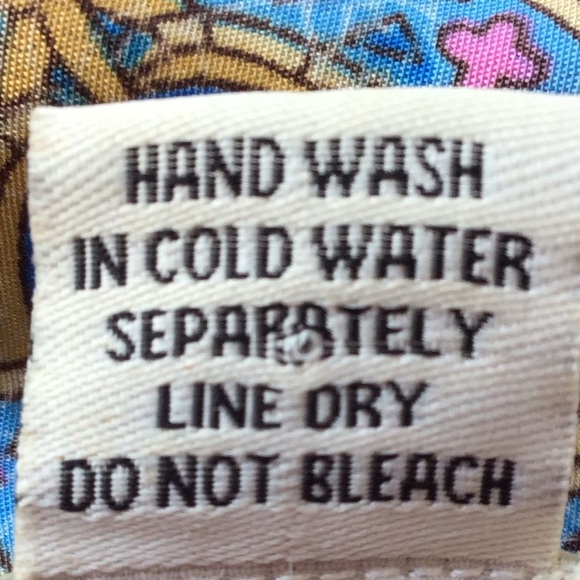 HAND WASH
IN COLD WATER
SEPARATELY
LINE DRY
DO NOT BLEACH